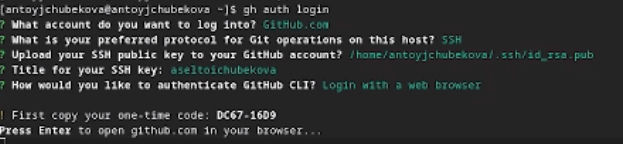 [antoyjchubekova@antoyjchubekova ~]$ gh auth login
? What account do you want to log into? GitHub.com
? What is your preferred protocol for Git operations on this host? SSH
? Upload your SSH public key to your GitHub account? /home/antoyjchubekova/.ssh/id_rsa.pub
? Title for your SSH key: aseltoichubekova
? How would you like to authenticate GitHub CLI? Login with a web browser
! First copy your one-time code: DC67-16D9
Press Enter to open github.com in your browser...